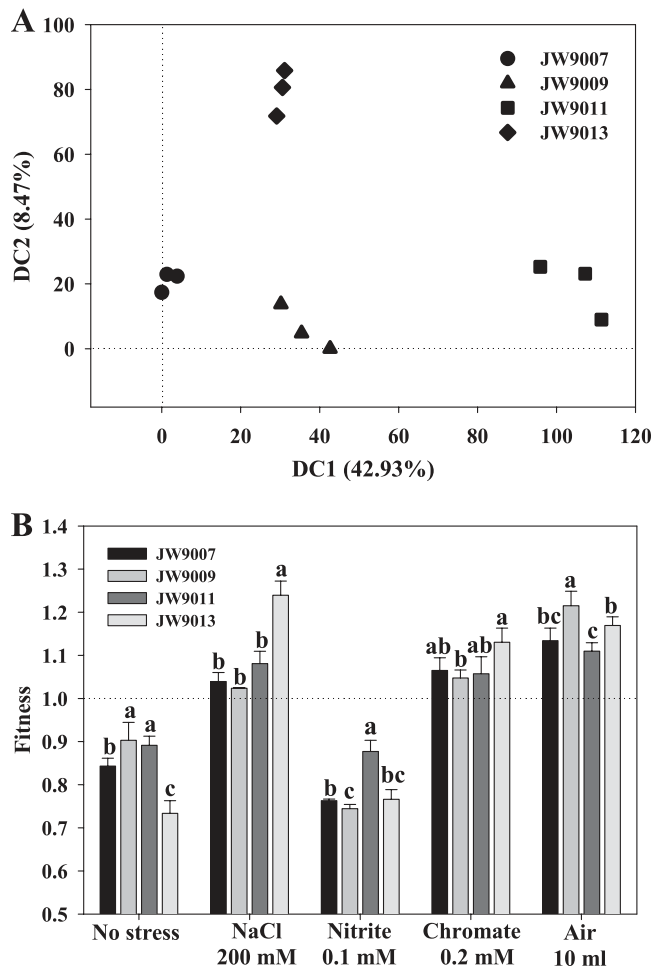 A
100
80
60
40
20
0
DC2 (8.47%)
JW9007
JW9009
JW9011
JW9013
0 20 40 60 80 100 120
DC1 (42.93%)
B
1.4
1.3
1.2
1.1
1.0
0.9
0.8
0.7
0.6
0.5
Fitness
JW9007
JW9009
JW9011
JW9013
b a a c
b b b a
b c a bc
ab b ab a
bc a c b
No stress NaCl Nitrite Chromate Air
200 mM 0.1 mM 0.2 mM 10 ml